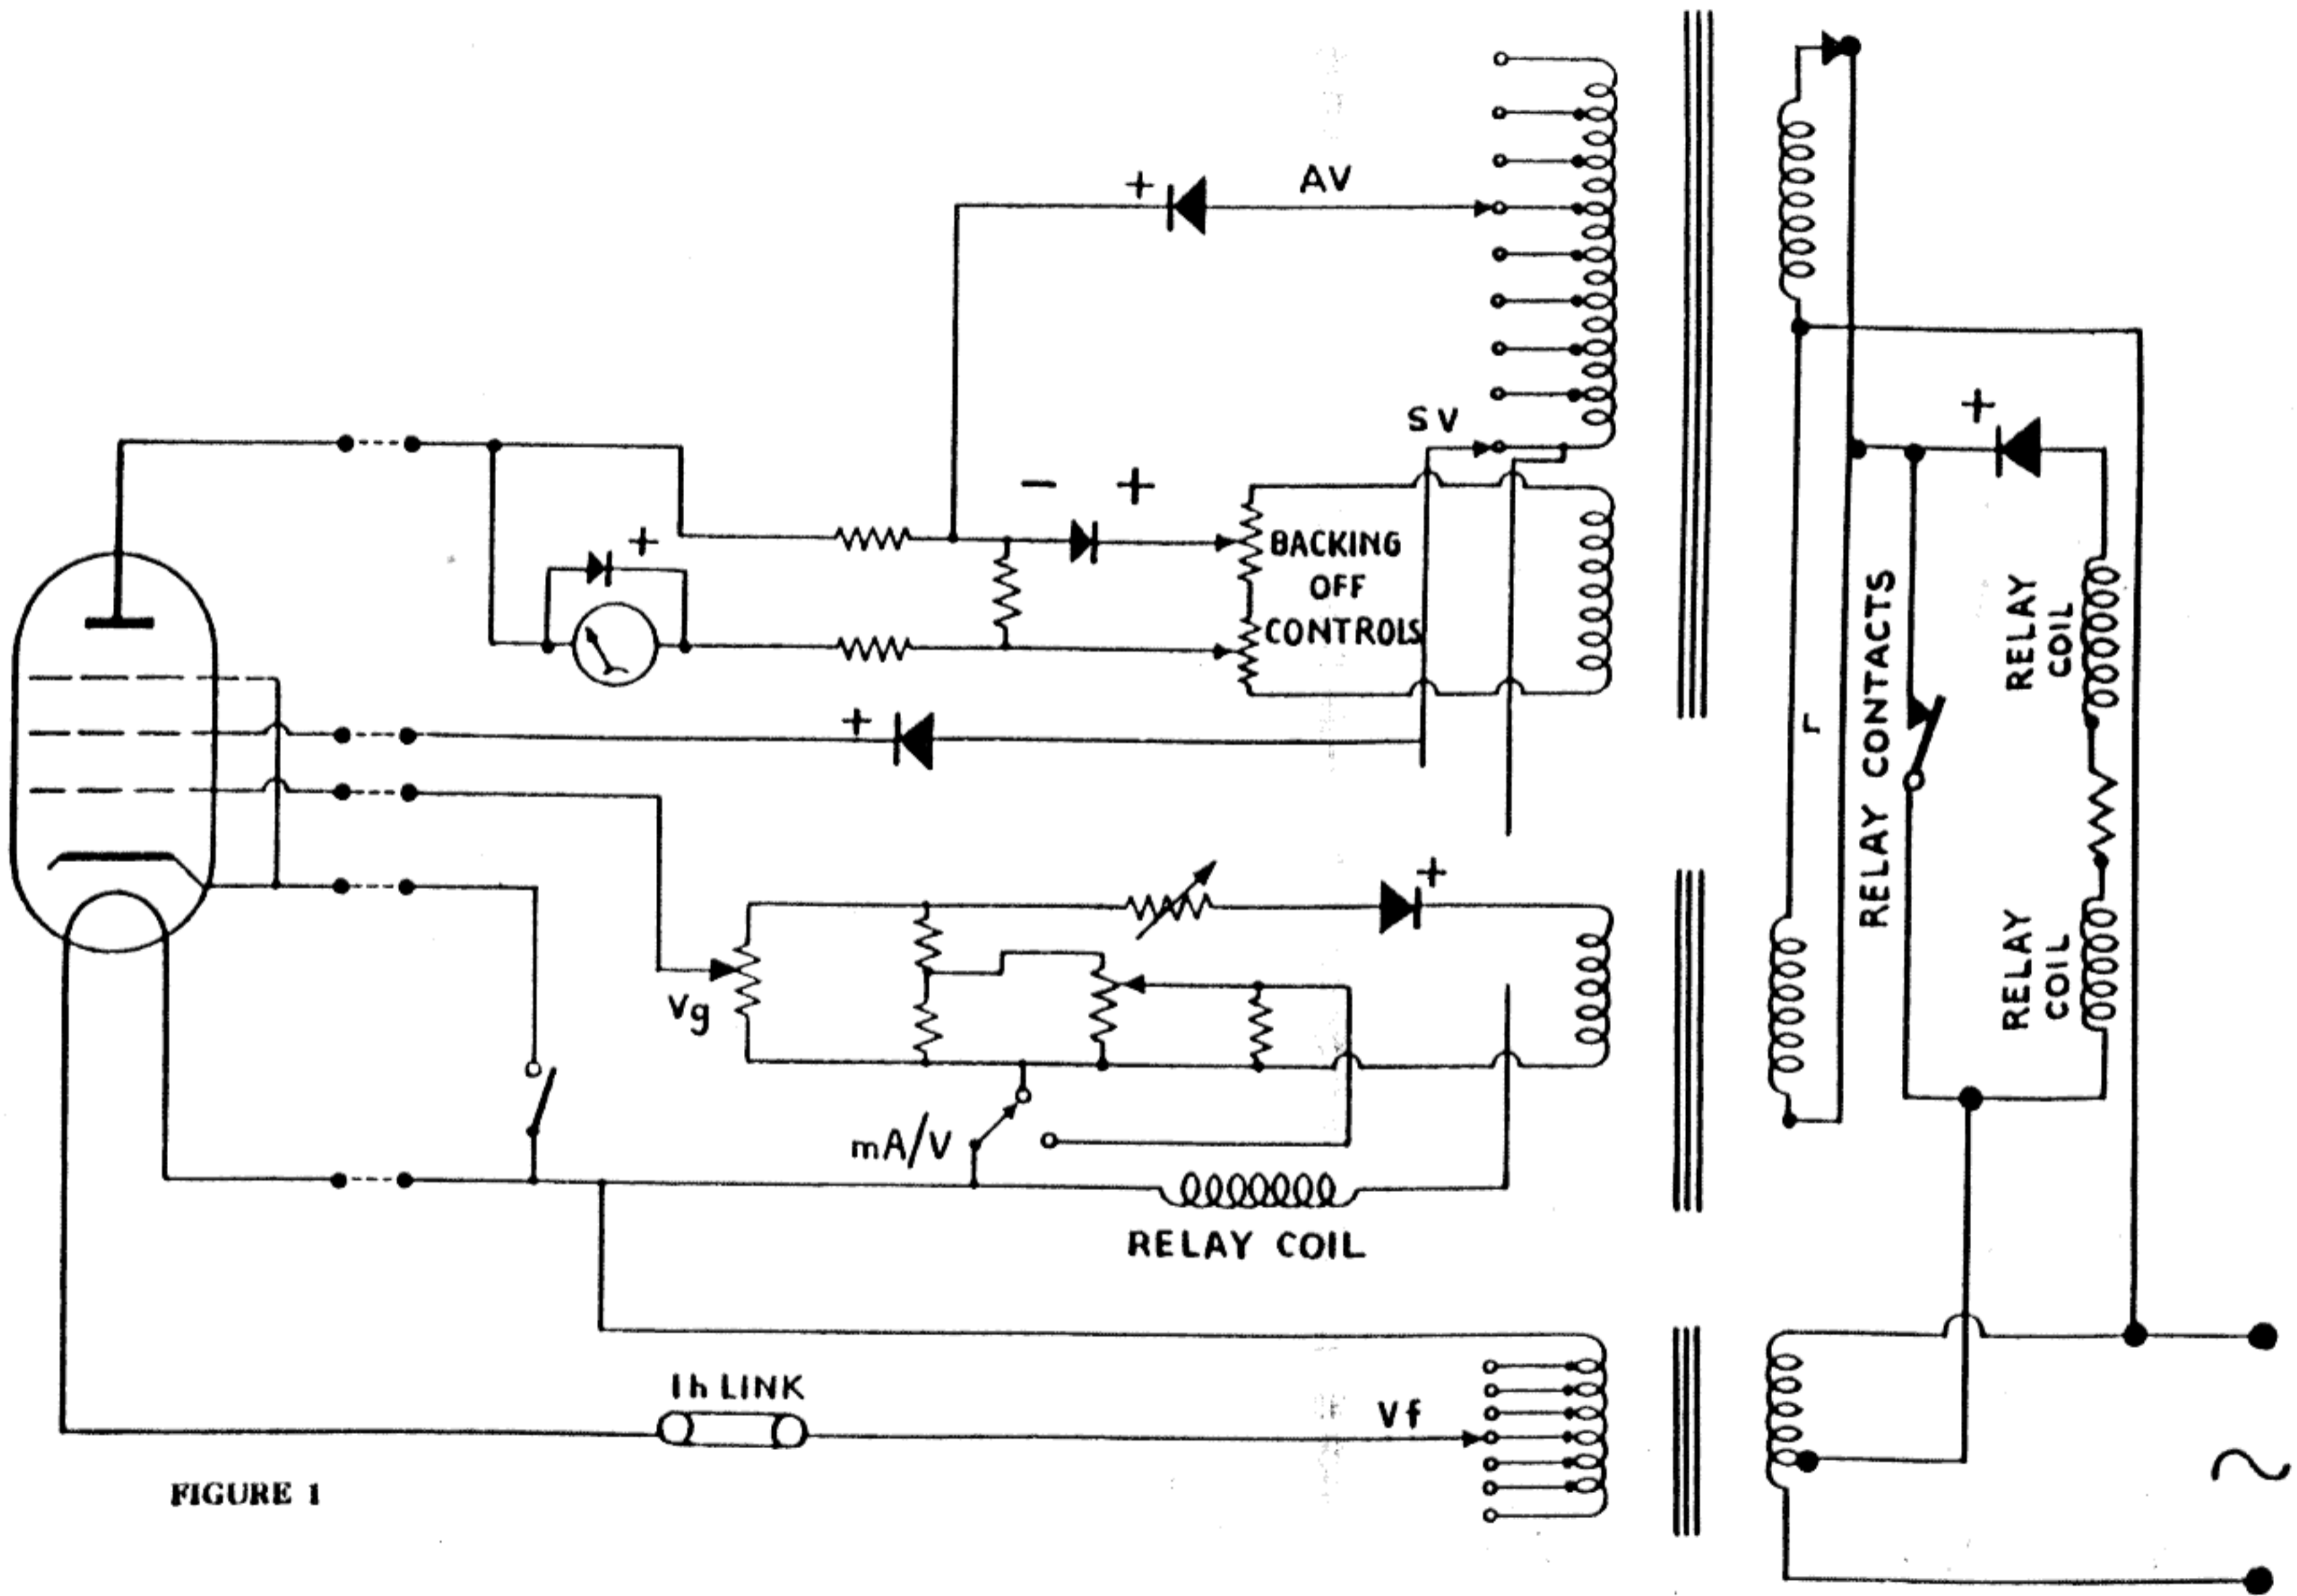 AV
+
SV
- +
BACKING
OFF
CONTROLS
+
+
+
RELAY CONTACTS
RELAY
COIL
RELAY
COIL
+
+
Vg
mA/V
RELAY COIL
1h LINK
Vf
FIGURE 1